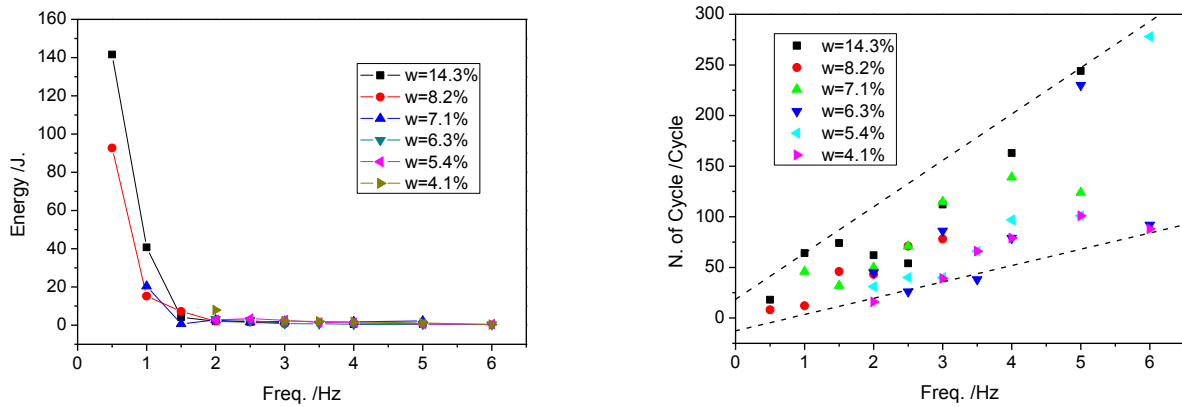 160
140
120
100
80
60
40
20
0
Energy /J.
w=14.3%
w=8.2%
w=7.1%
w=6.3%
w=5.4%
w=4.1%
0 1 2 3 4 5 6
Freq. /Hz
300
250
200
150
100
50
0
N. of Cycle /Cycle
w=14.3%
w=8.2%
w=7.1%
w=6.3%
w=5.4%
w=4.1%
0 1 2 3 4 5 6
Freq. /Hz